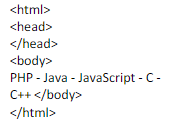 <html>
<head>
</head>
<body>
PHP - Java - JavaScript - C -
C++ </body>
</html>